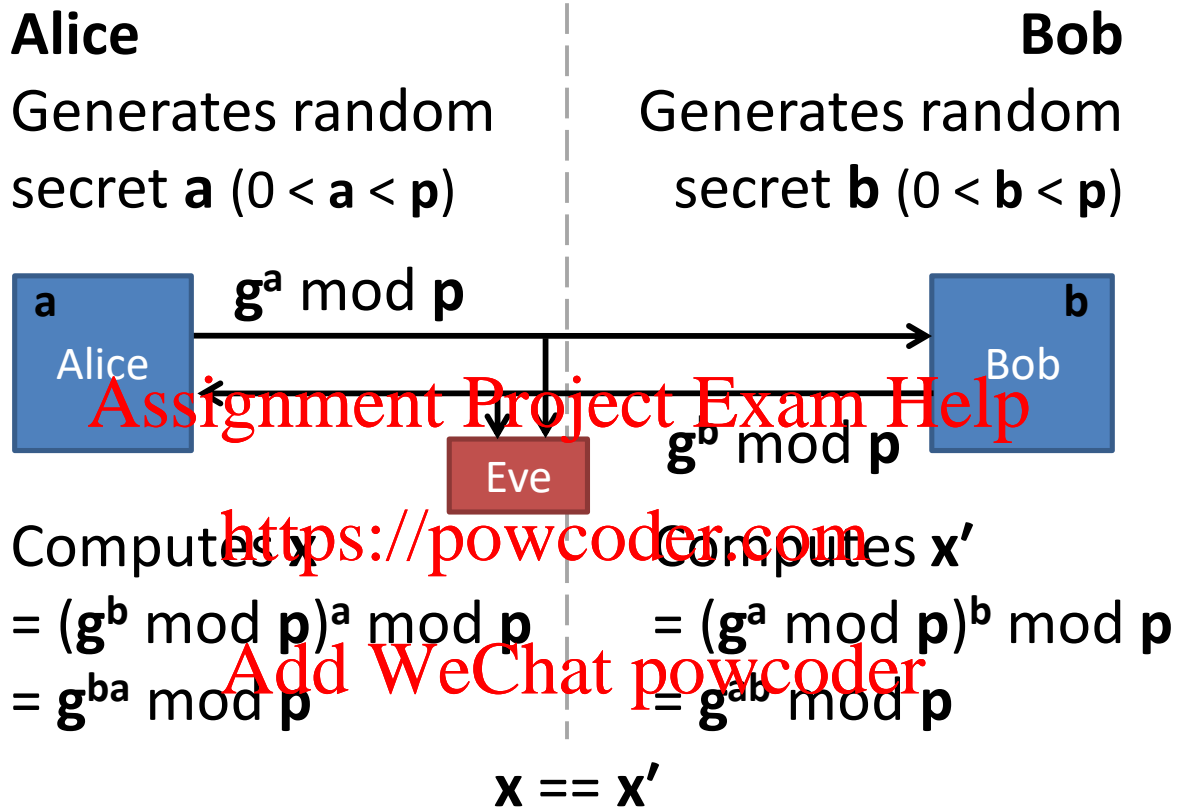 Alice
Generates random
secret a (0 < a < p)
Bob
Generates random
secret b (0 < b < p)
a
Alice
gᵃ mod p
b
Bob
gᵇ mod p
Eve
Assignment Project Exam Help
https://powcoder.com
Add WeChat powcoder
Computes x
= (gᵇ mod p)ᵃ mod p
= gᵇᵃ mod p
Computes x′
= (gᵃ mod p)ᵇ mod p
= gᵃᵇ mod p
x == x′